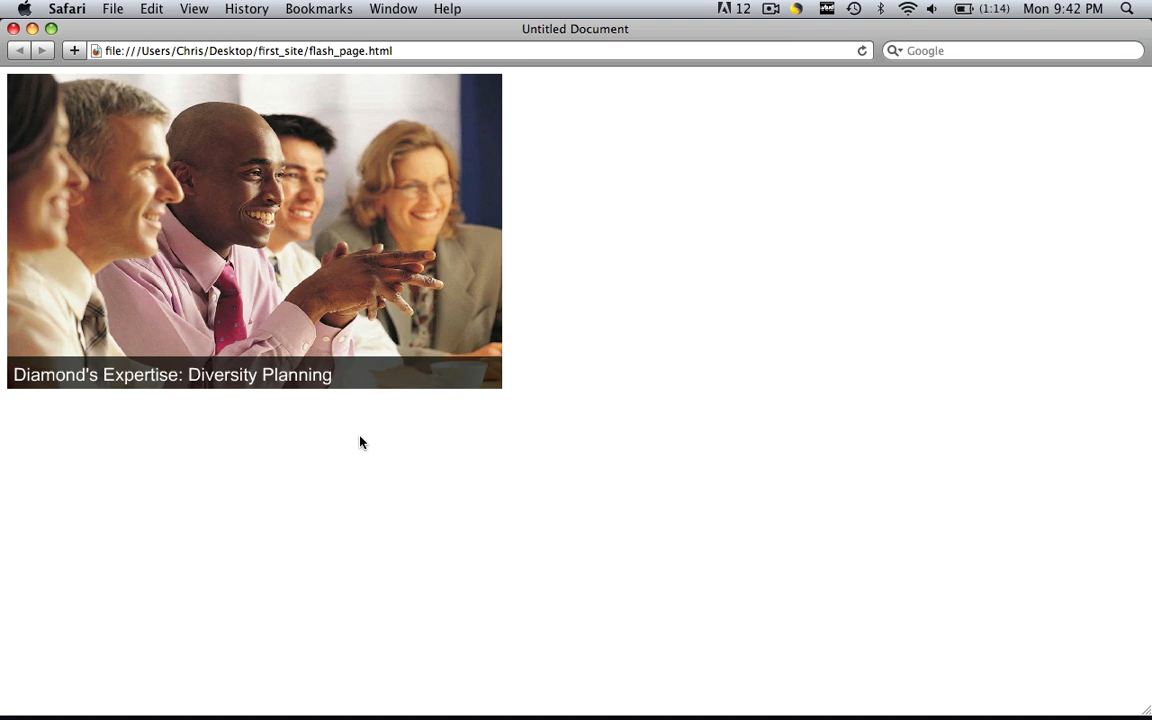 Safari File Edit View History Bookmarks Window Help 12 (1:14) Mon 9:42 PM
Untitled Document
file:///Users/Chris/Desktop/first_site/flash_page.html Google
Diamond's Expertise: Diversity Planning